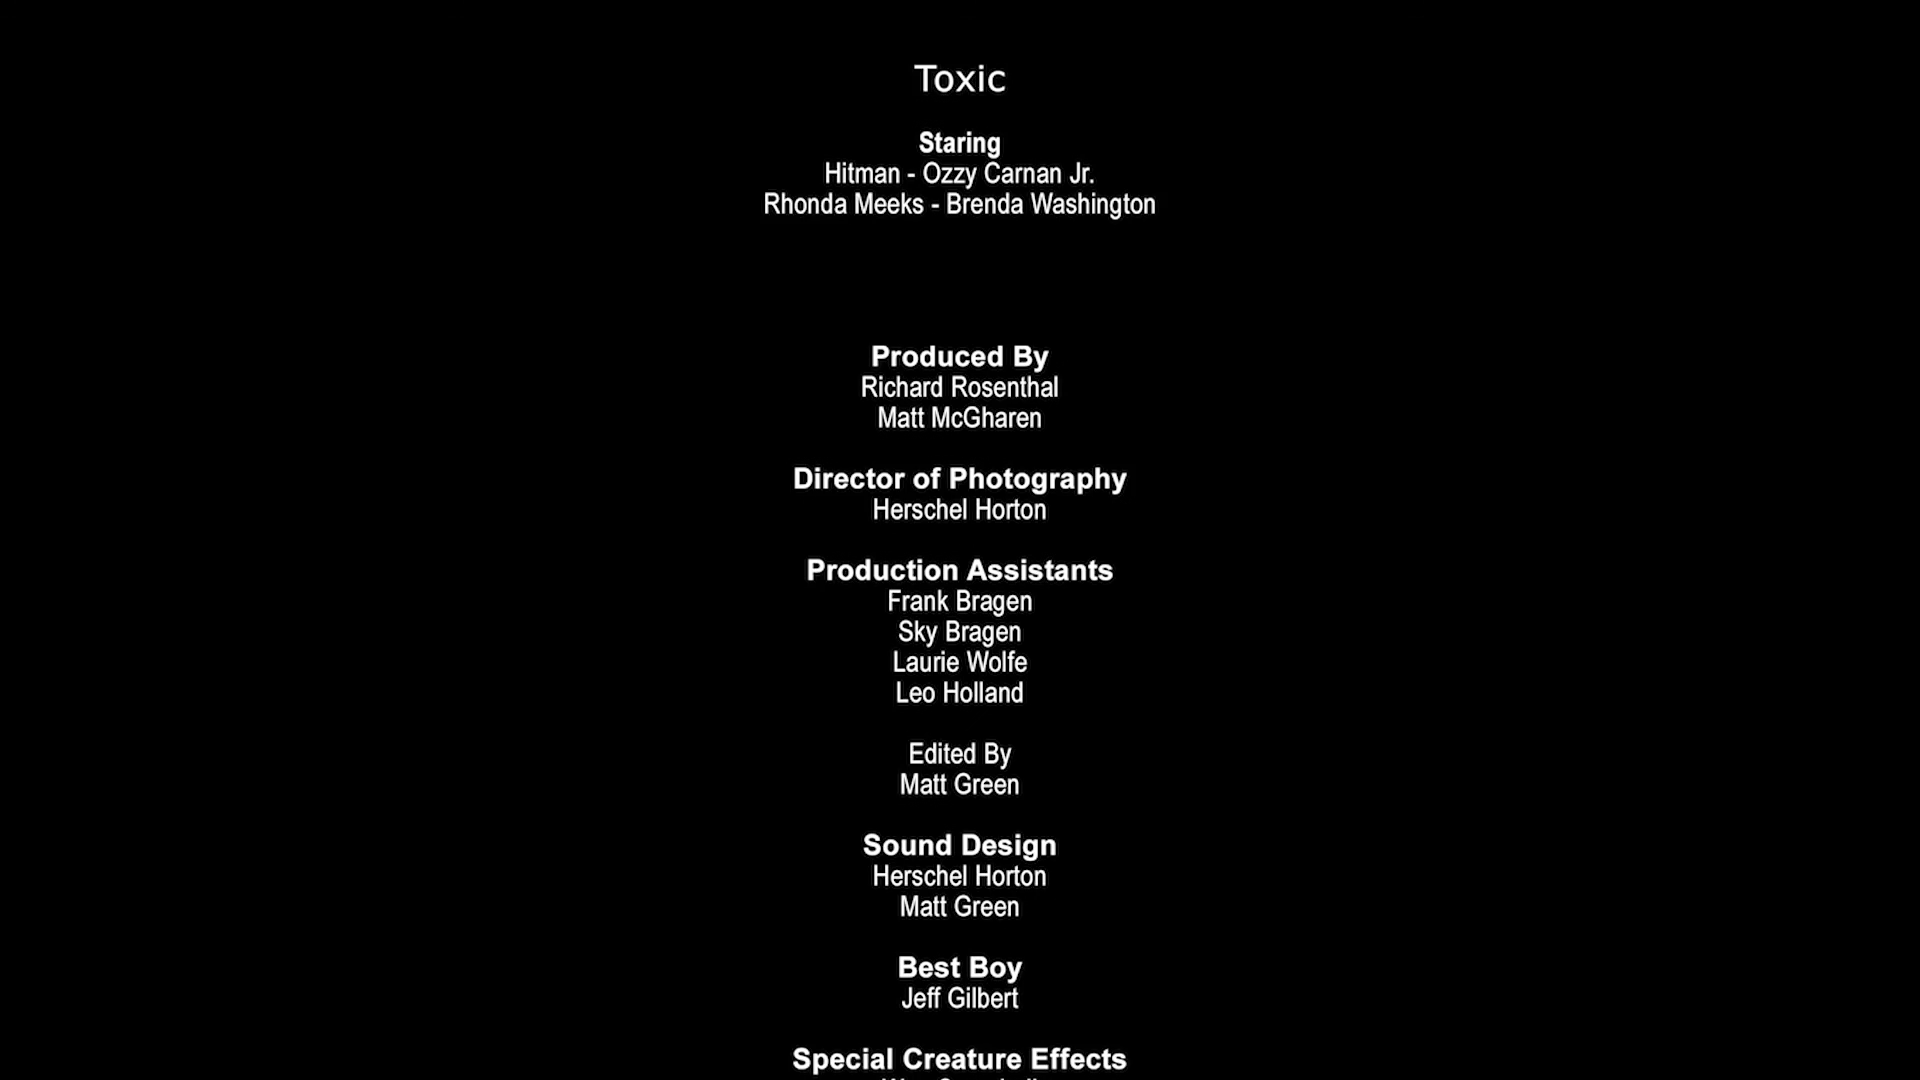 Toxic
Staring
Hitman - Ozzy Carnan Jr.
Rhonda Meeks - Brenda Washington
Produced By
Richard Rosenthal
Matt McGharen
Director of Photography
Herschel Horton
Production Assistants
Frank Bragen
Sky Bragen
Laurie Wolfe
Leo Holland
Edited By
Matt Green
Sound Design
Herschel Horton
Matt Green
Best Boy
Jeff Gilbert
Special Creature Effects